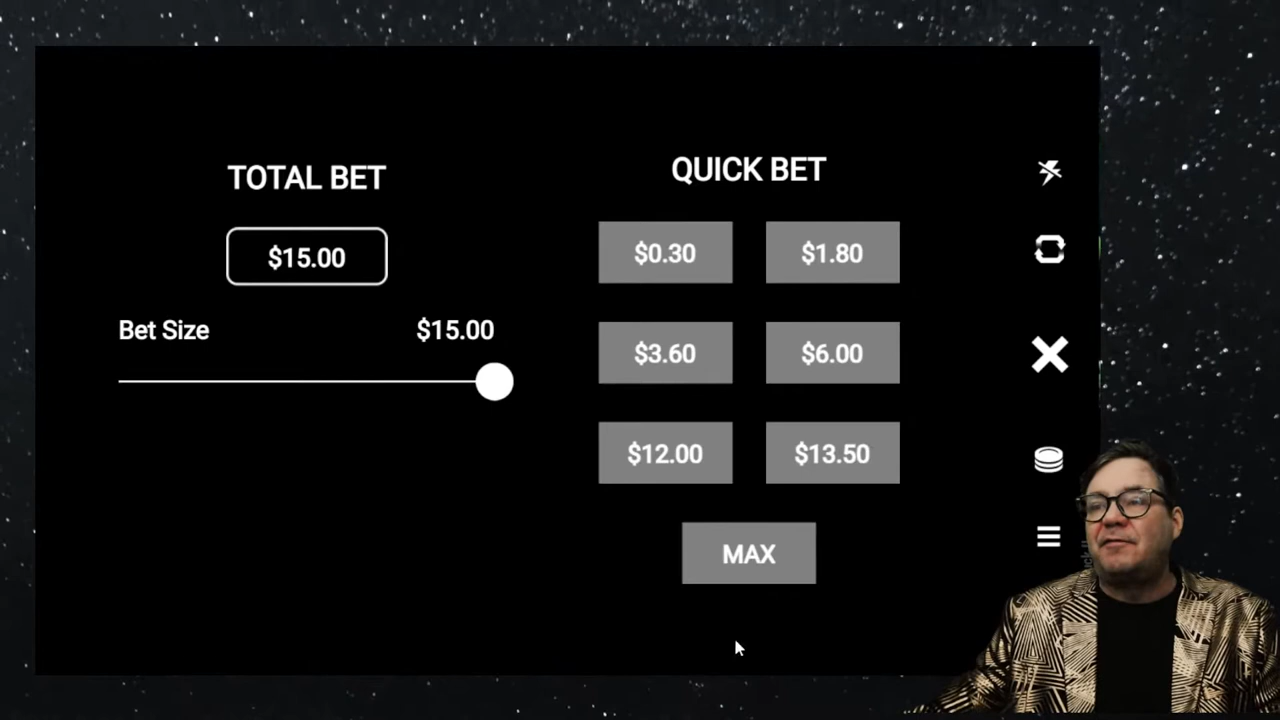 TOTAL BET
$15.00
Bet Size
$15.00
QUICK BET
$0.30
$1.80
$3.60
$6.00
$12.00
$13.50
MAX